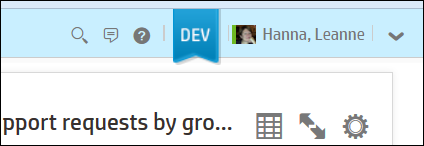 DEV Hanna, Leanne
pport requests by gro...